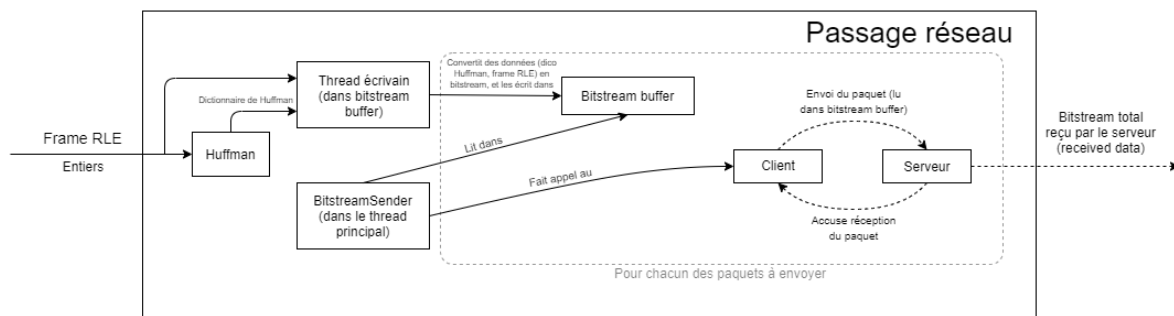 Passage réseau
Convertit des données (dico
Huffman, frame RLE) en
bitstream, et les écrit dans
Thread écrivain
(dans bitstream
buffer)
Bitstream buffer
Envoi du paquet (lu
dans bitstream buffer)
Dictionnaire de Huffman
Frame RLE
Entiers
Huffman
Lit dans
Client
Serveur
Bitstream total
reçu par le serveur
(received data)
Fait appel au
BitstreamSender
(dans le thread
principal)
Accuse réception
du paquet
Pour chacun des paquets à envoyer